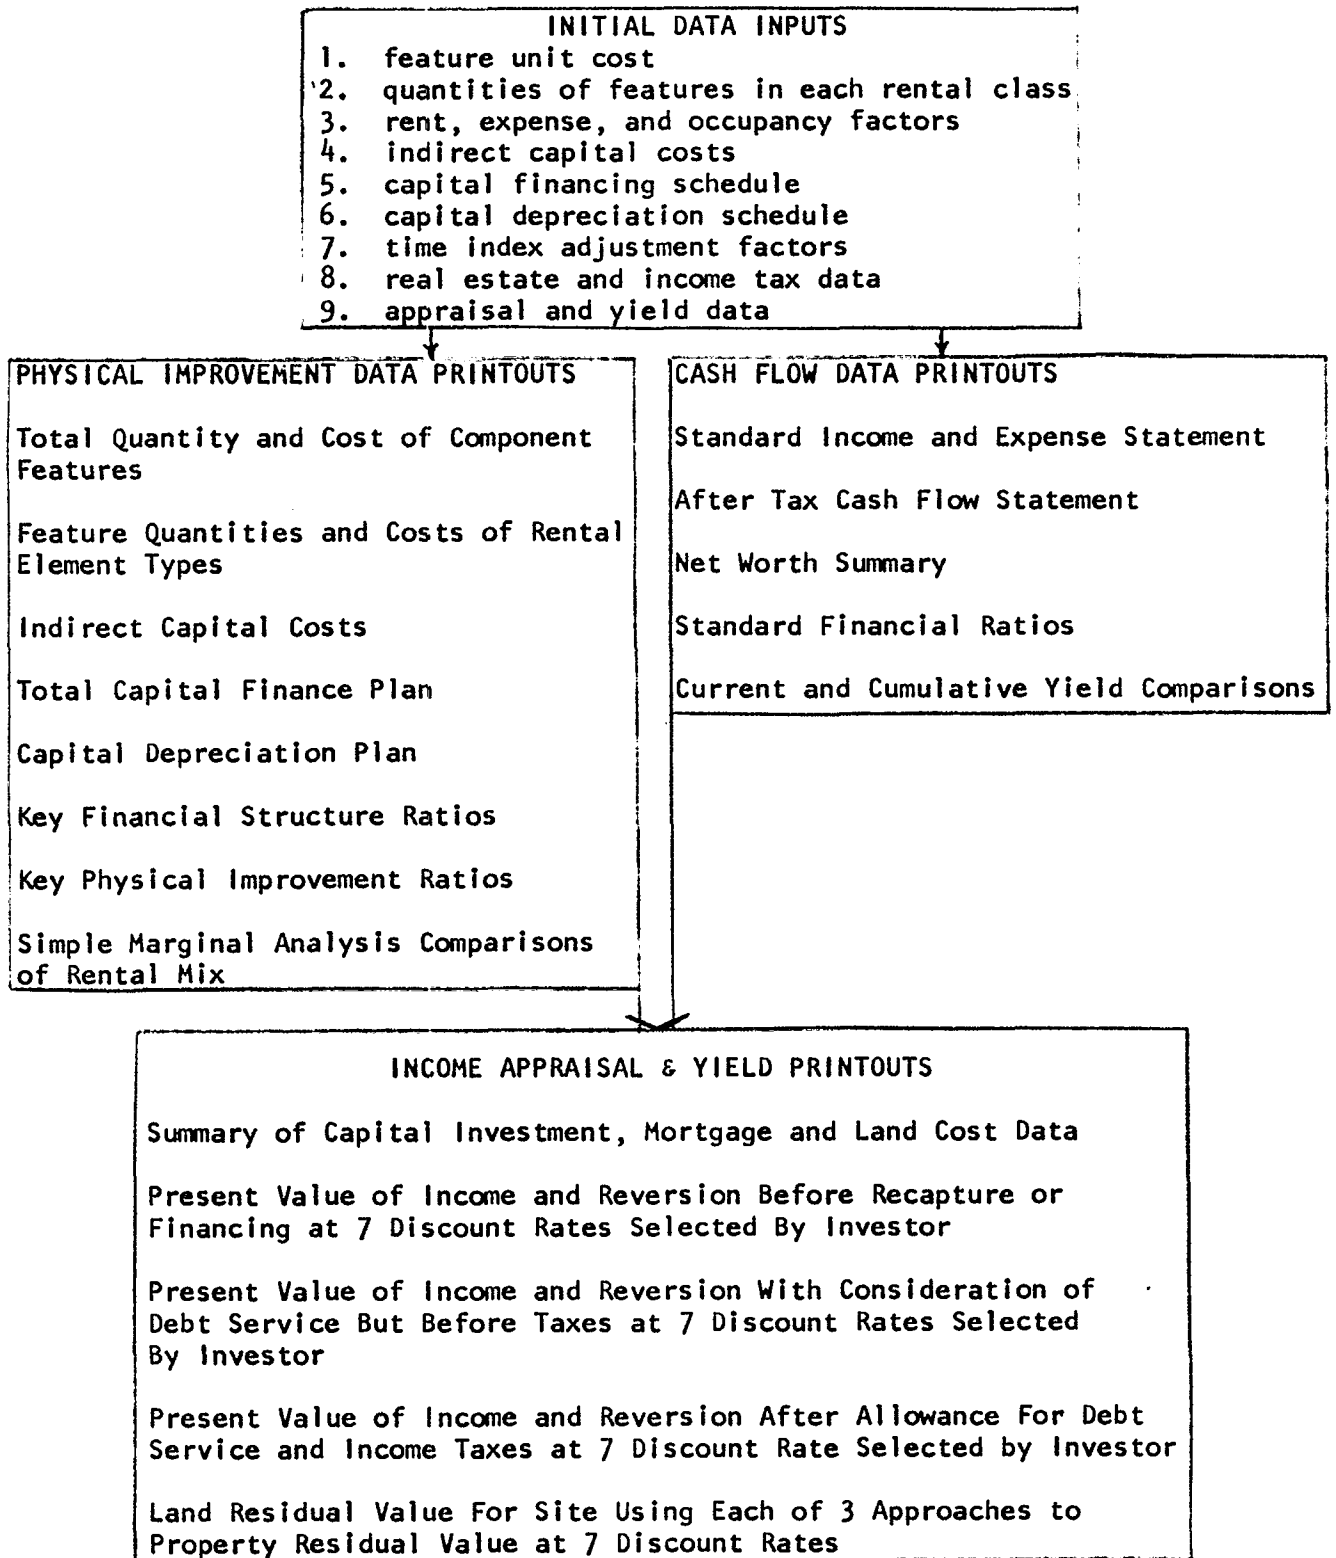 INITIAL DATA INPUTS
1. feature unit cost
2. quantities of features in each rental class
3. rent, expense, and occupancy factors
4. indirect capital costs
5. capital financing schedule
6. capital depreciation schedule
7. time index adjustment factors
8. real estate and income tax data
9. appraisal and yield data
PHYSICAL IMPROVEMENT DATA PRINTOUTS
Total Quantity and Cost of Component
Features
Feature Quantities and Costs of Rental
Element Types
Indirect Capital Costs
Total Capital Finance Plan
Capital Depreciation Plan
Key Financial Structure Ratios
Key Physical Improvement Ratios
Simple Marginal Analysis Comparisons
of Rental Mix
CASH FLOW DATA PRINTOUTS
Standard Income and Expense Statement
After Tax Cash Flow Statement
Net Worth Summary
Standard Financial Ratios
Current and Cumulative Yield Comparisons
INCOME APPRAISAL & YIELD PRINTOUTS
Summary of Capital Investment, Mortgage and Land Cost Data
Present Value of Income and Reversion Before Recapture or
Financing at 7 Discount Rates Selected By Investor
Present Value of Income and Reversion With Consideration of
Debt Service But Before Taxes at 7 Discount Rates Selected
By Investor
Present Value of Income and Reversion After Allowance For Debt
Service and Income Taxes at 7 Discount Rate Selected by Investor
Land Residual Value For Site Using Each of 3 Approaches to
Property Residual Value at 7 Discount Rates